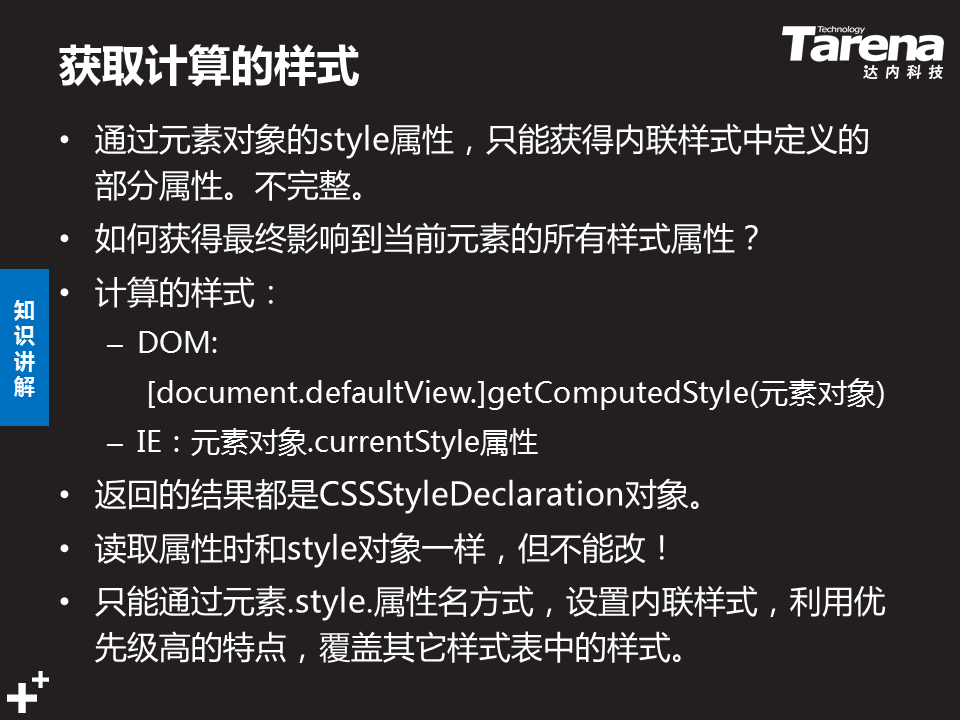 获取计算的样式
Technology
Tarena
达内科技
• 通过元素对象的style属性，只能获得内联样式中定义的
部分属性。不完整。
• 如何获得最终影响到当前元素的所有样式属性？
• 计算的样式：
– DOM:
[document.defaultView.]getComputedStyle(元素对象)
– IE：元素对象.currentStyle属性
• 返回的结果都是CSSStyleDeclaration对象。
• 读取属性时和style对象一样，但不能改！
• 只能通过元素.style.属性名方式，设置内联样式，利用优
先级高的特点，覆盖其它样式表中的样式。
知
识
讲
解